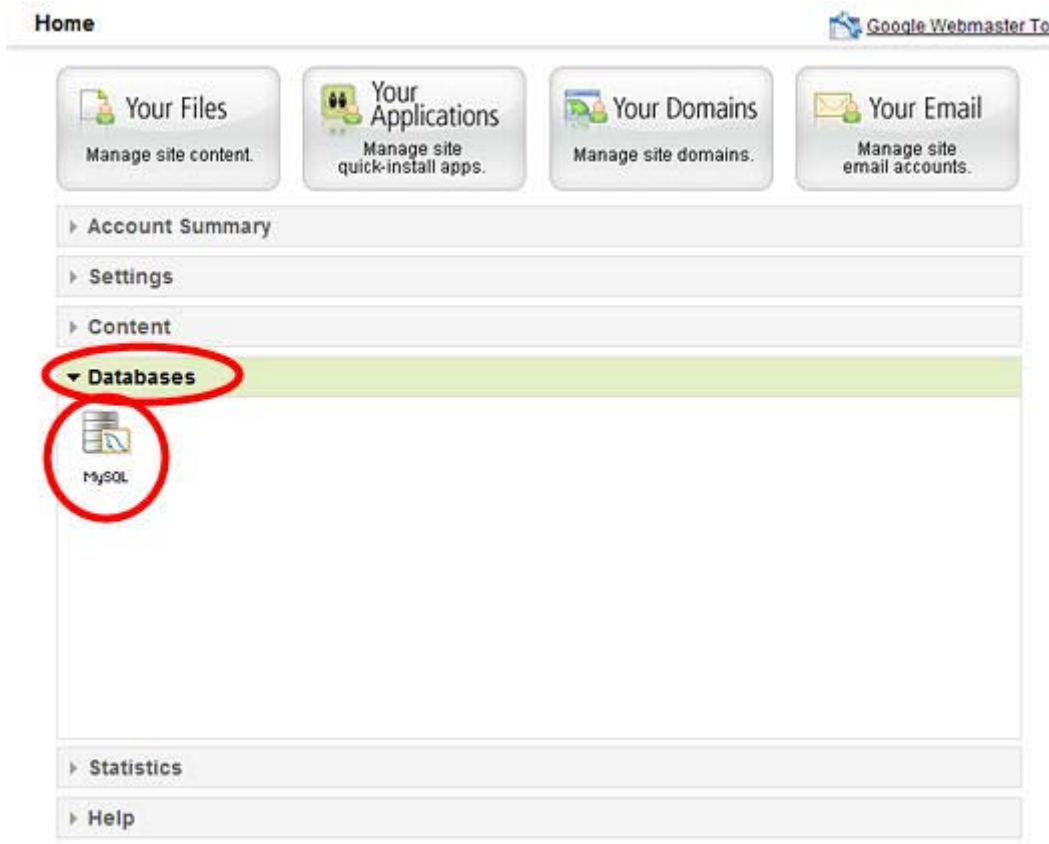 Home
Google Webmaster To
Your Files
Manage site content.
Your
Applications
Manage site
quick-install apps.
Your Domains
Manage site domains.
Your Email
Manage site
email accounts.
Account Summary
Settings
Content
Databases
MySQL
Statistics
Help